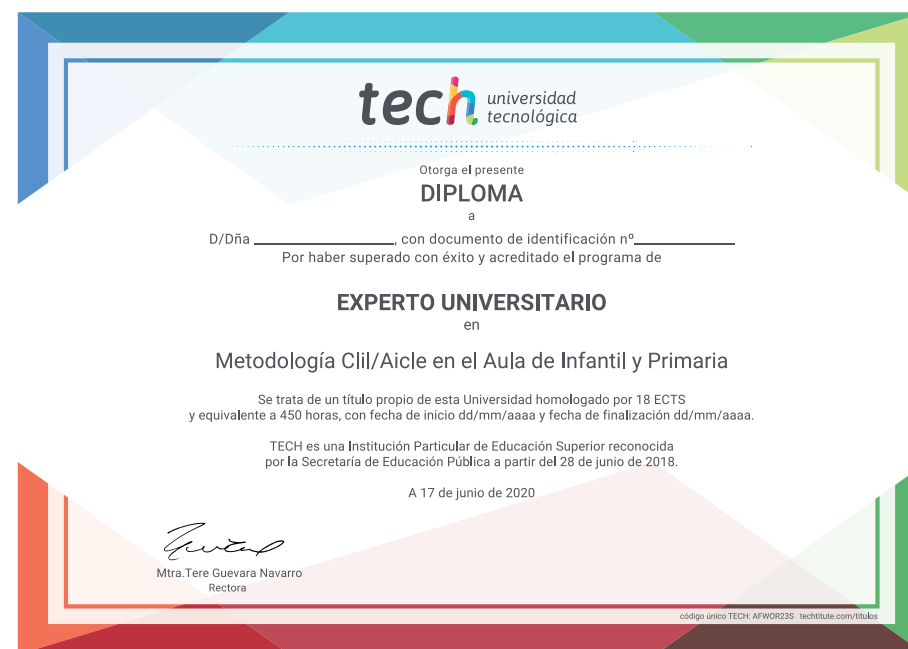 tech universidad
tecnológica
Otorga el presente
DIPLOMA
a
D/Dña ____________, con documento de identificación nº____________
Por haber superado con éxito y acreditado el programa de
EXPERTO UNIVERSITARIO
en
Metodología Clil/Aicle en el Aula de Infantil y Primaria
Se trata de un título propio de esta Universidad homologado por 18 ECTS
y equivalente a 450 horas, con fecha de inicio dd/mm/aaaa y fecha de finalización dd/mm/aaaa.
TECH es una Institución Particular de Educación Superior reconocida
por la Secretaría de Educación Pública a partir del 28 de junio de 2018.
A 17 de junio de 2020
Mtra.Tere Guevara Navarro
Rectora
código único TECH: AFWOR23S techtitute.com/titulos